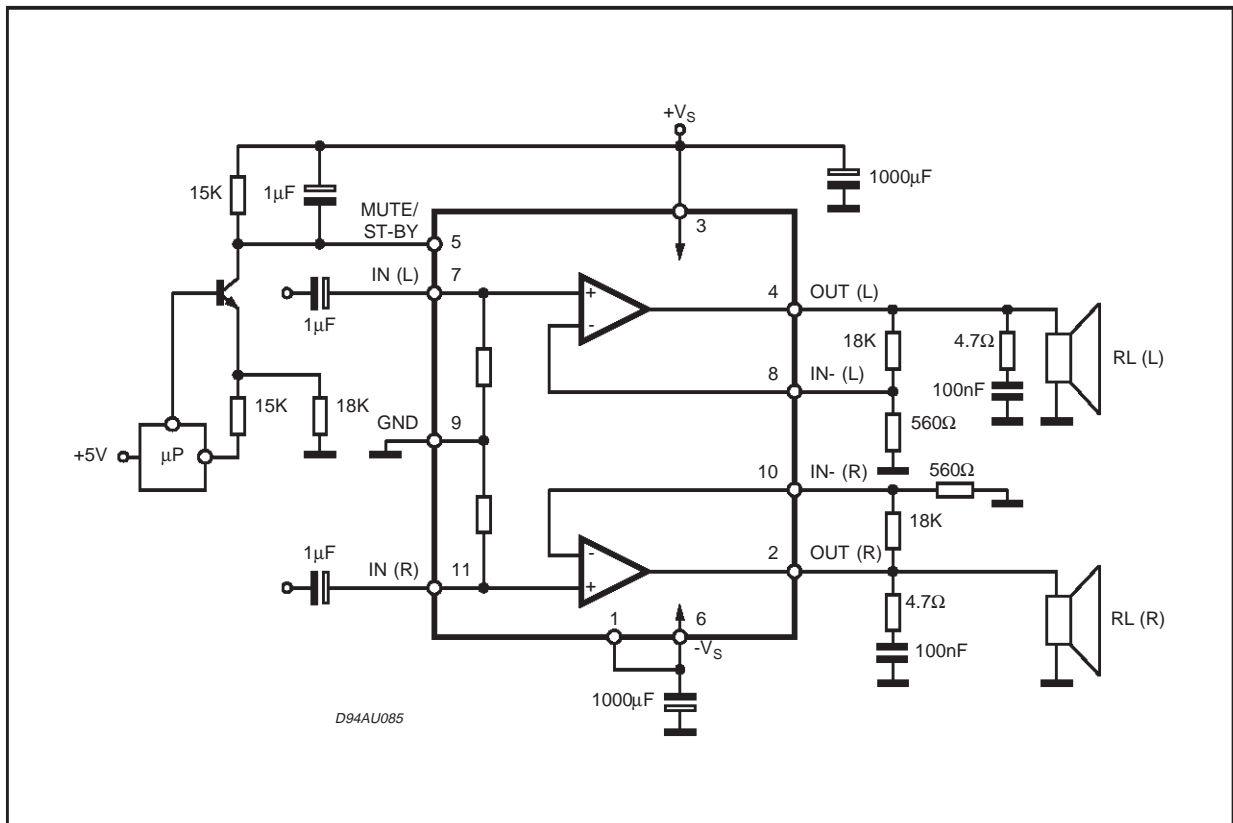 +VS
1000µF
15K
1µF
MUTE/
ST-BY
5
3
IN (L)
7
1µF
4
OUT (L)
18K
4.7Ω
RL (L)
8
IN- (L)
100nF
15K
18K
GND
9
560Ω
+5V
µP
10
IN- (R)
560Ω
18K
1µF
IN (R)
11
2
OUT (R)
4.7Ω
RL (R)
100nF
1
6
-VS
1000µF
D94AU085
+
-
-
+